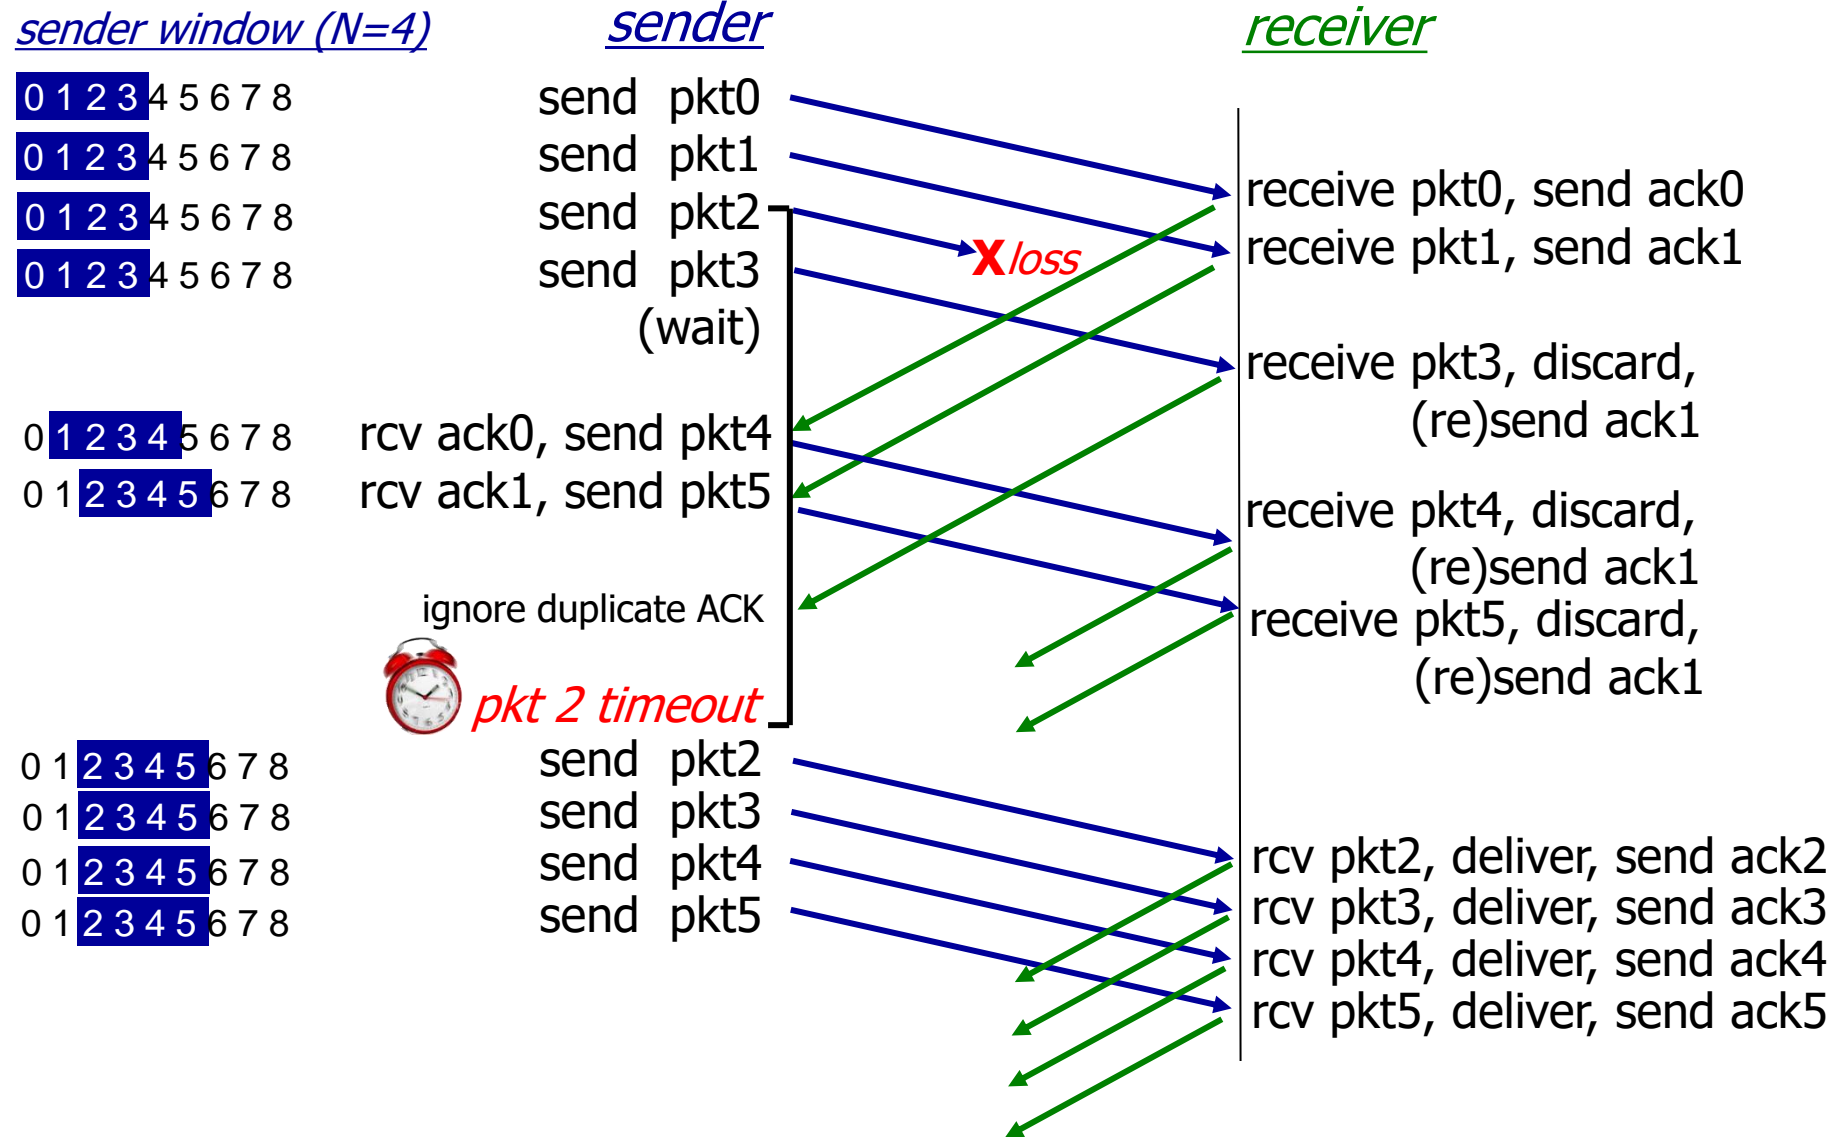 sender window (N=4) sender receiver
0 1 2 3 4 5 6 7 8 send pkt0
0 1 2 3 4 5 6 7 8 send pkt1
receive pkt0, send ack0
0 1 2 3 4 5 6 7 8 send pkt2
X loss
receive pkt1, send ack1
0 1 2 3 4 5 6 7 8 send pkt3
(wait)
receive pkt3, discard,
(re)send ack1
0 1 2 3 4 5 6 7 8 rcv ack0, send pkt4
0 1 2 3 4 5 6 7 8 rcv ack1, send pkt5
receive pkt4, discard,
(re)send ack1
ignore duplicate ACK
receive pkt5, discard,
(re)send ack1
pkt 2 timeout
0 1 2 3 4 5 6 7 8 send pkt2
0 1 2 3 4 5 6 7 8 send pkt3
0 1 2 3 4 5 6 7 8 send pkt4
0 1 2 3 4 5 6 7 8 send pkt5
rcv pkt2, deliver, send ack2
rcv pkt3, deliver, send ack3
rcv pkt4, deliver, send ack4
rcv pkt5, deliver, send ack5